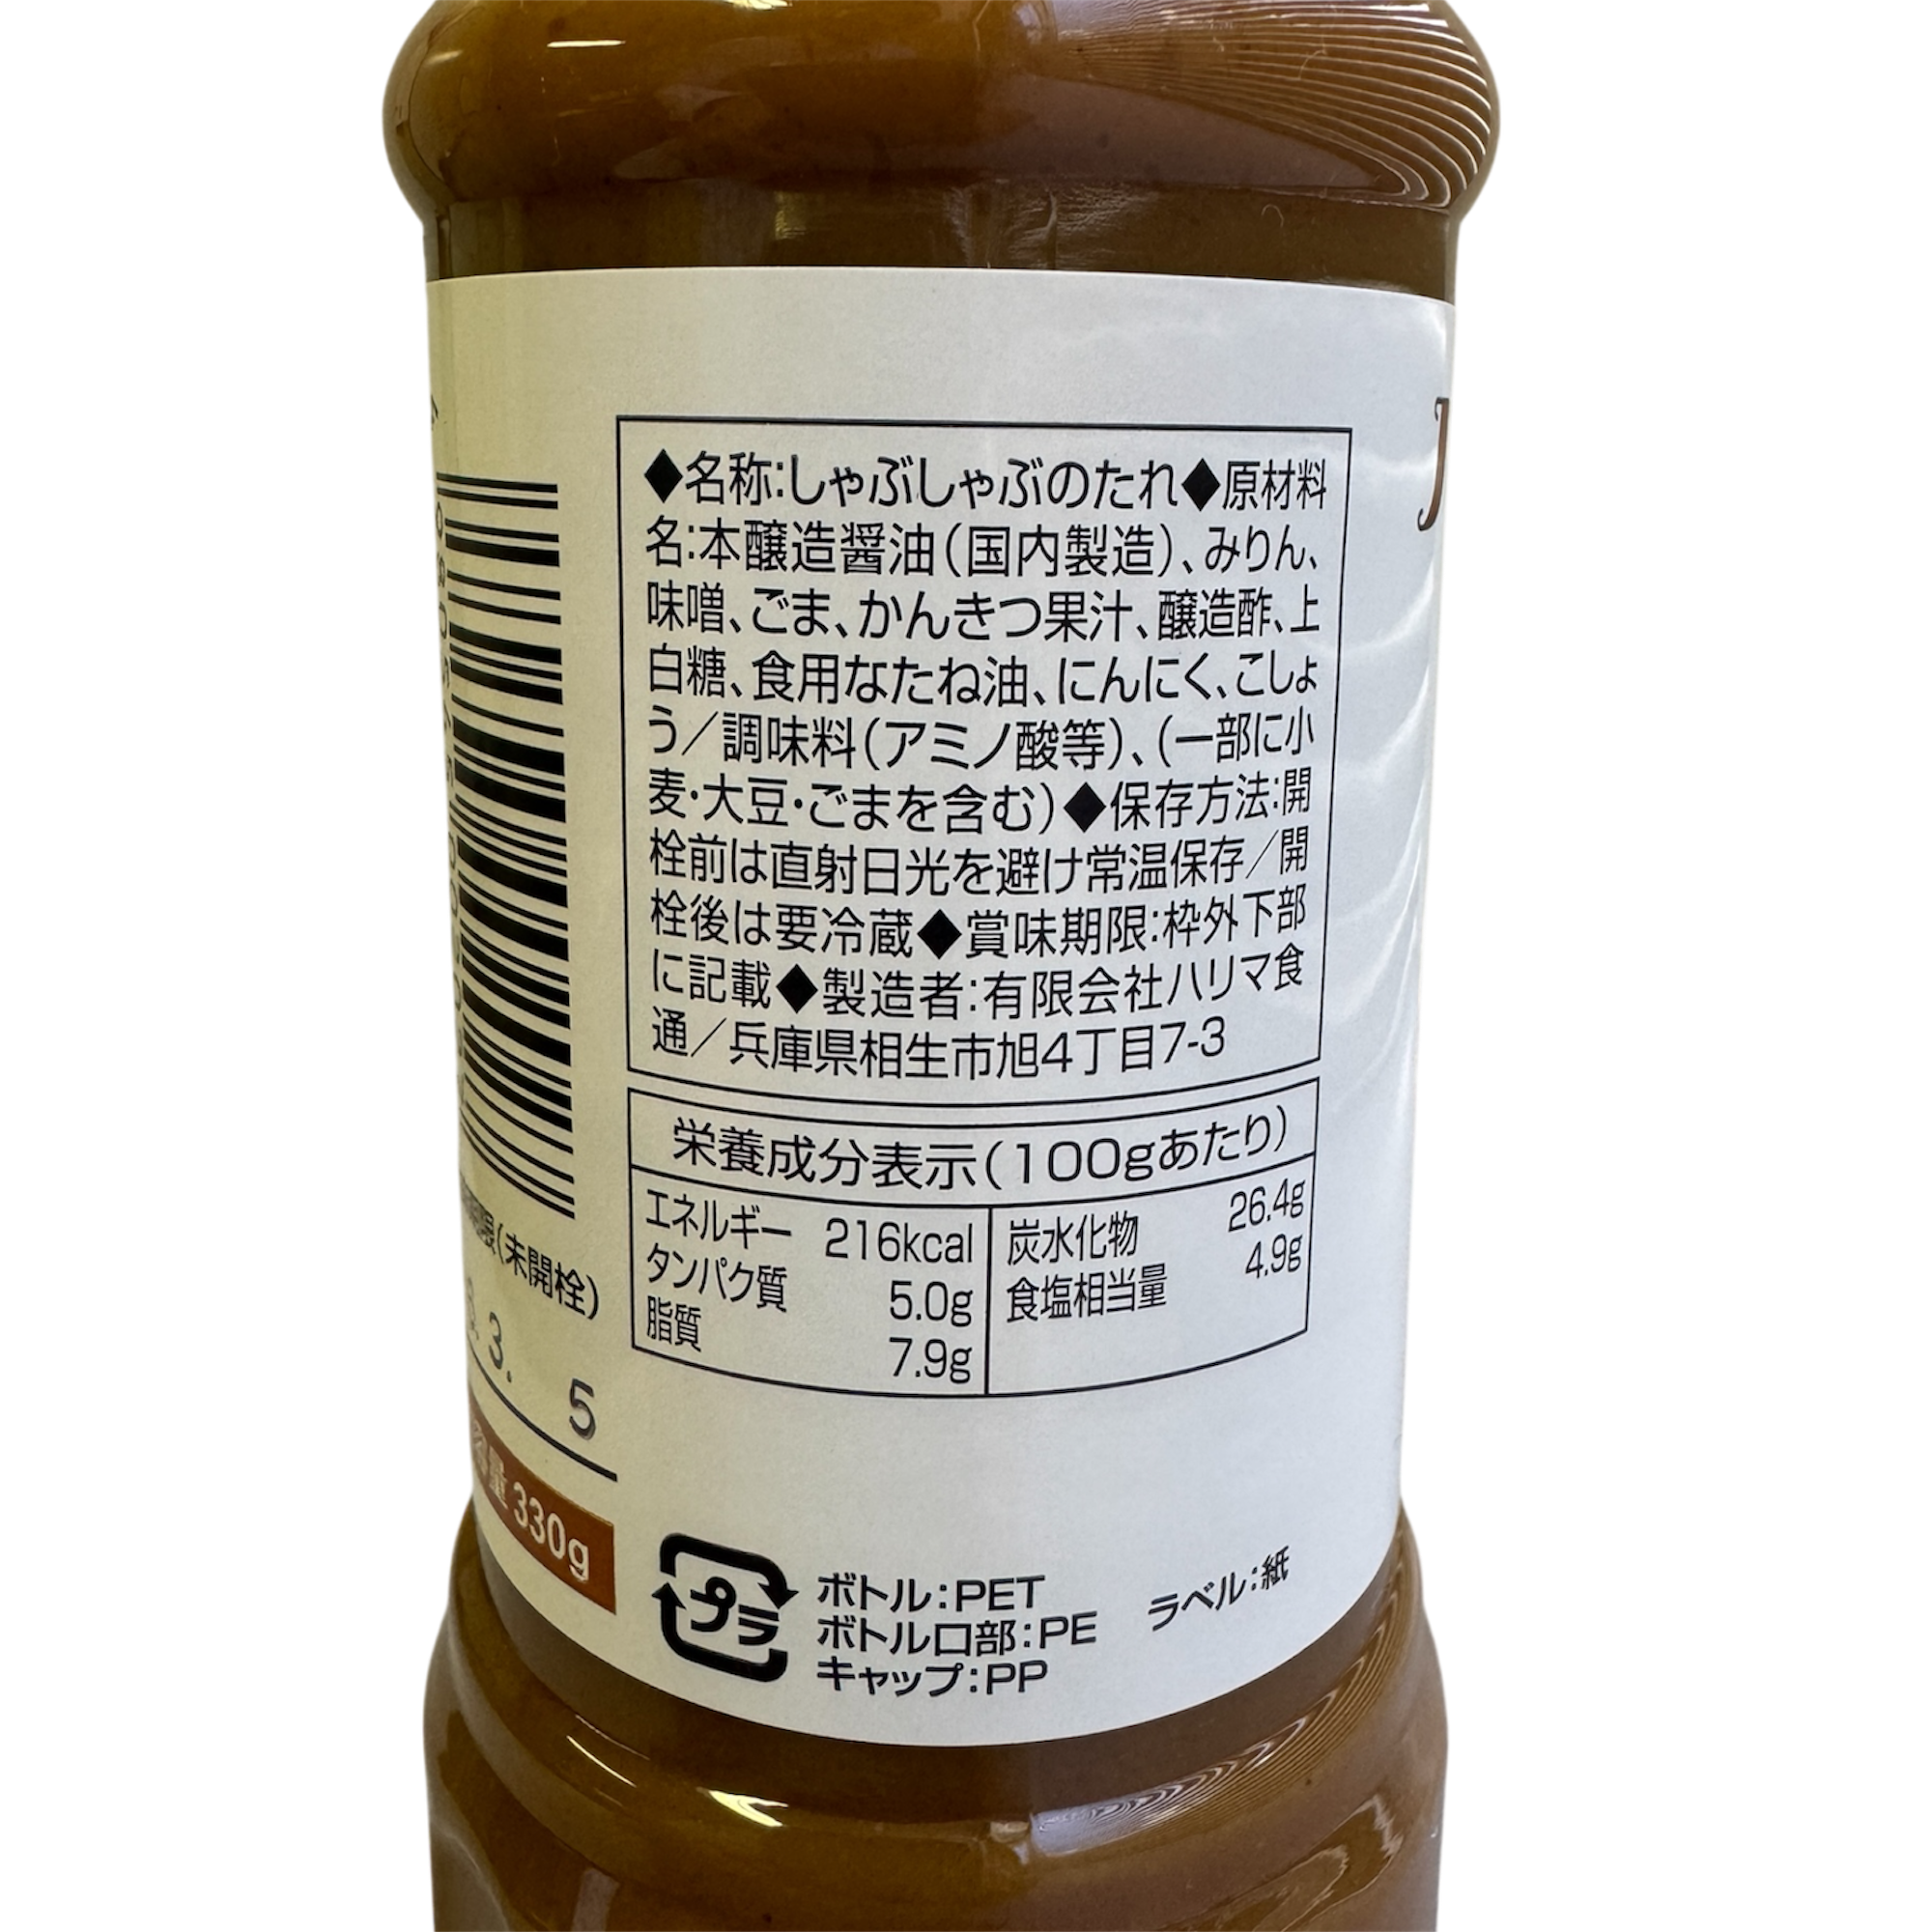 ◆名称:しゃぶしゃぶのたれ◆原材料
名:本醸造醤油(国内製造)、みりん、
味噌、ごま、かんきつ果汁、醸造酢、上
白糖、食用なたね油、にんにく、こしょ
う/調味料(アミノ酸等)、(一部に小
麦・大豆・ごまを含む)◆保存方法:開
栓前は直射日光を避け常温保存/開
栓後は要冷蔵◆賞味期限:枠外下部
に記載◆製造者:有限会社ハリマ食
通/兵庫県相生市旭4丁目7-3
栄養成分表示(100gあたり)
エネルギー 216kcal
タンパク質 5.0g
脂質 7.9g
炭水化物 26.4g
食塩相当量 4.9g
限(未開栓)
3. 5
量 330g
プラ
ボトル:PET
ボトル口部:PE
キャップ:PP
ラベル:紙